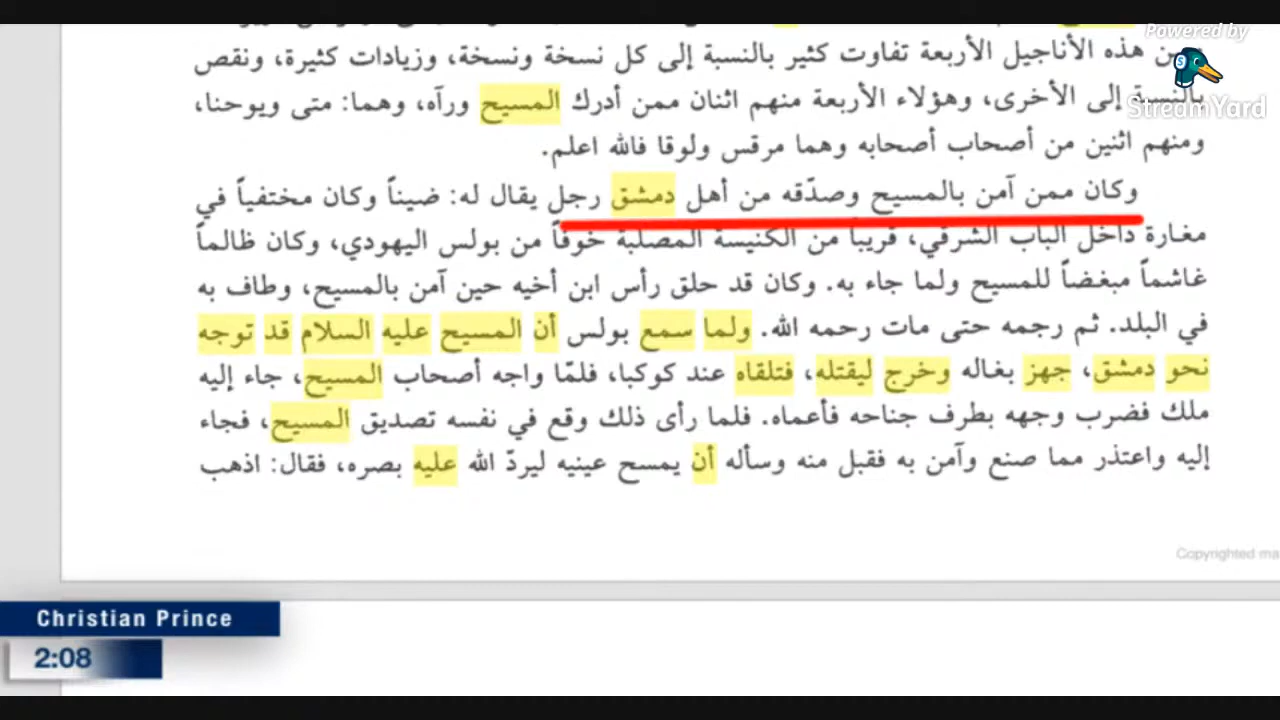 Powered by
StreamYard
من هذه الأناجيل الأربعة تفاوت كثير بالنسبة إلى كل نسخة ونسخة، وزيادات كثيرة، ونقص
بالنسبة إلى الأخرى، وهؤلاء الأربعة منهم اثنان ممن أدرك المسيح ورآه، وهما: متى ويوحنا،
ومنهم اثنين من أصحاب أصحابه وهما مرقس ولوقا فالله اعلم.
وكان ممن آمن بالمسيح وصدّقه من أهل دمشق رجل يقال له: ضيناً وكان مختفياً في
مغارة داخل الباب الشرقي، قريباً من الكنيسة المصلبة خوفاً من بولس اليهودي، وكان ظالماً
غاشماً مبغضاً للمسيح ولما جاء به. وكان قد حلق رأس ابن أخيه حين آمن بالمسيح، وطاف به
في البلد. ثم رجمه حتى مات رحمه الله. ولما سمع بولس أن المسيح عليه السلام قد توجه
نحو دمشق، جهز بغاله وخرج ليقتله، فتلقاه عند كوكبا، فلمّا واجه أصحاب المسيح، جاء إليه
ملك فضرب وجهه بطرف جناحه فأعماه. فلما رأى ذلك وقع في نفسه تصديق المسيح، فجاء
إليه واعتذر مما صنع وآمن به فقبل منه وسأله أن يمسح عينيه ليردّ الله عليه بصره، فقال: اذهب
Copyrighted
Christian Prince
2:08